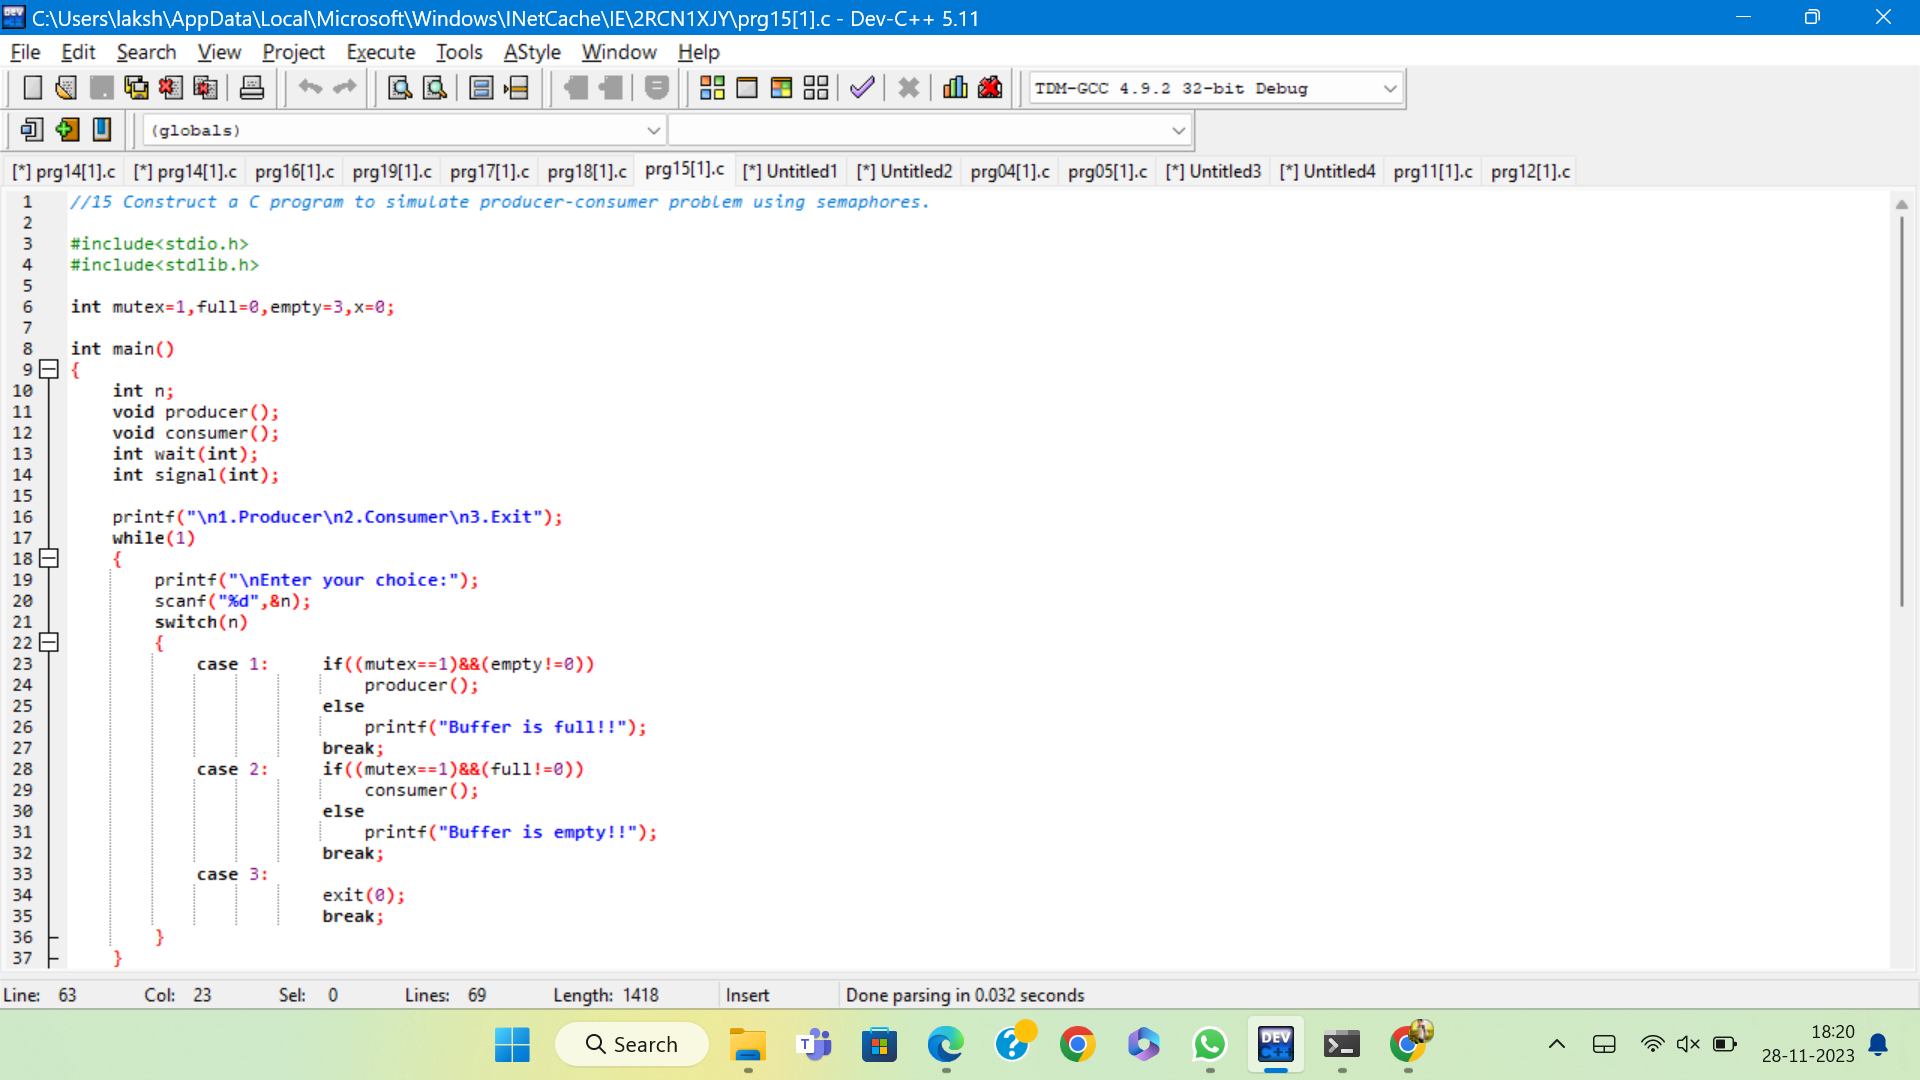 C:\Users\laksh\AppData\Local\Microsoft\Windows\INetCache\IE\2RCN1XJY\prg15[1].c - Dev-C++ 5.11
File Edit Search View Project Execute Tools AStyle Window Help
TDM-GCC 4.9.2 32-bit Debug
(globals)
[*] prg14[1].c [*] prg14[1].c prg16[1].c prg19[1].c prg17[1].c prg18[1].c prg15[1].c [*] Untitled1 [*] Untitled2 prg04[1].c prg05[1].c [*] Untitled3 [*] Untitled4 prg11[1].c prg12[1].c
1 //15 Construct a C program to simulate producer-consumer problem using semaphores.
2
3 #include<stdio.h>
4 #include<stdlib.h>
5
6 int mutex=1,full=0,empty=3,x=0;
7
8 int main()
9 {
10 int n;
11 void producer();
12 void consumer();
13 int wait(int);
14 int signal(int);
15
16 printf("\n1.Producer\n2.Consumer\n3.Exit");
17 while(1)
18 {
19 printf("\nEnter your choice:");
20 scanf("%d",&n);
21 switch(n)
22 {
23 case 1: if((mutex==1)&&(empty!=0))
24 producer();
25 else
26 printf("Buffer is full!!");
27 break;
28 case 2: if((mutex==1)&&(full!=0))
29 consumer();
30 else
31 printf("Buffer is empty!!");
32 break;
33 case 3:
34 exit(0);
35 break;
36 }
37 }
Line: 63 Col: 23 Sel: 0 Lines: 69 Length: 1418 Insert Done parsing in 0.032 seconds
Search
DEV C++
18:20
28-11-2023